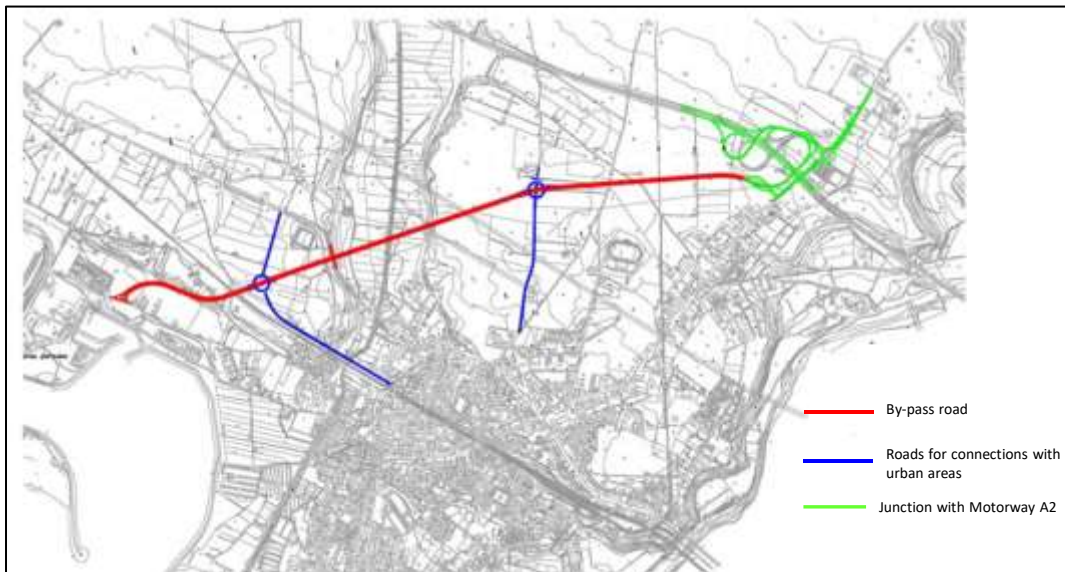 By-pass road
Roads for connections with
urban areas
Junction with Motorway A2